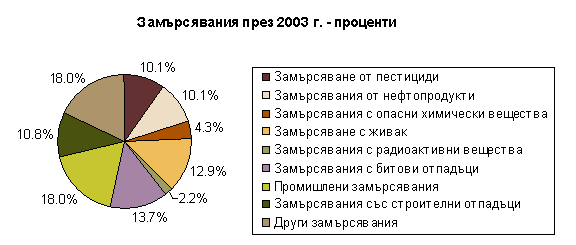 Замърсявания през 2003 г. - проценти
10.1%
10.1%
4.3%
12.9%
2.2%
13.7%
18.0%
10.8%
18.0%
Замърсяване от пестициди
Замърсявания от нефтопродукти
Замърсявания с опасни химически вещества
Замърсяване с живак
Замърсявания с радиоактивни вещества
Замърсявания с битови отпадъци
Промишлени замърсявания
Замърсявания със строителни отпадъци
Други замърсявания